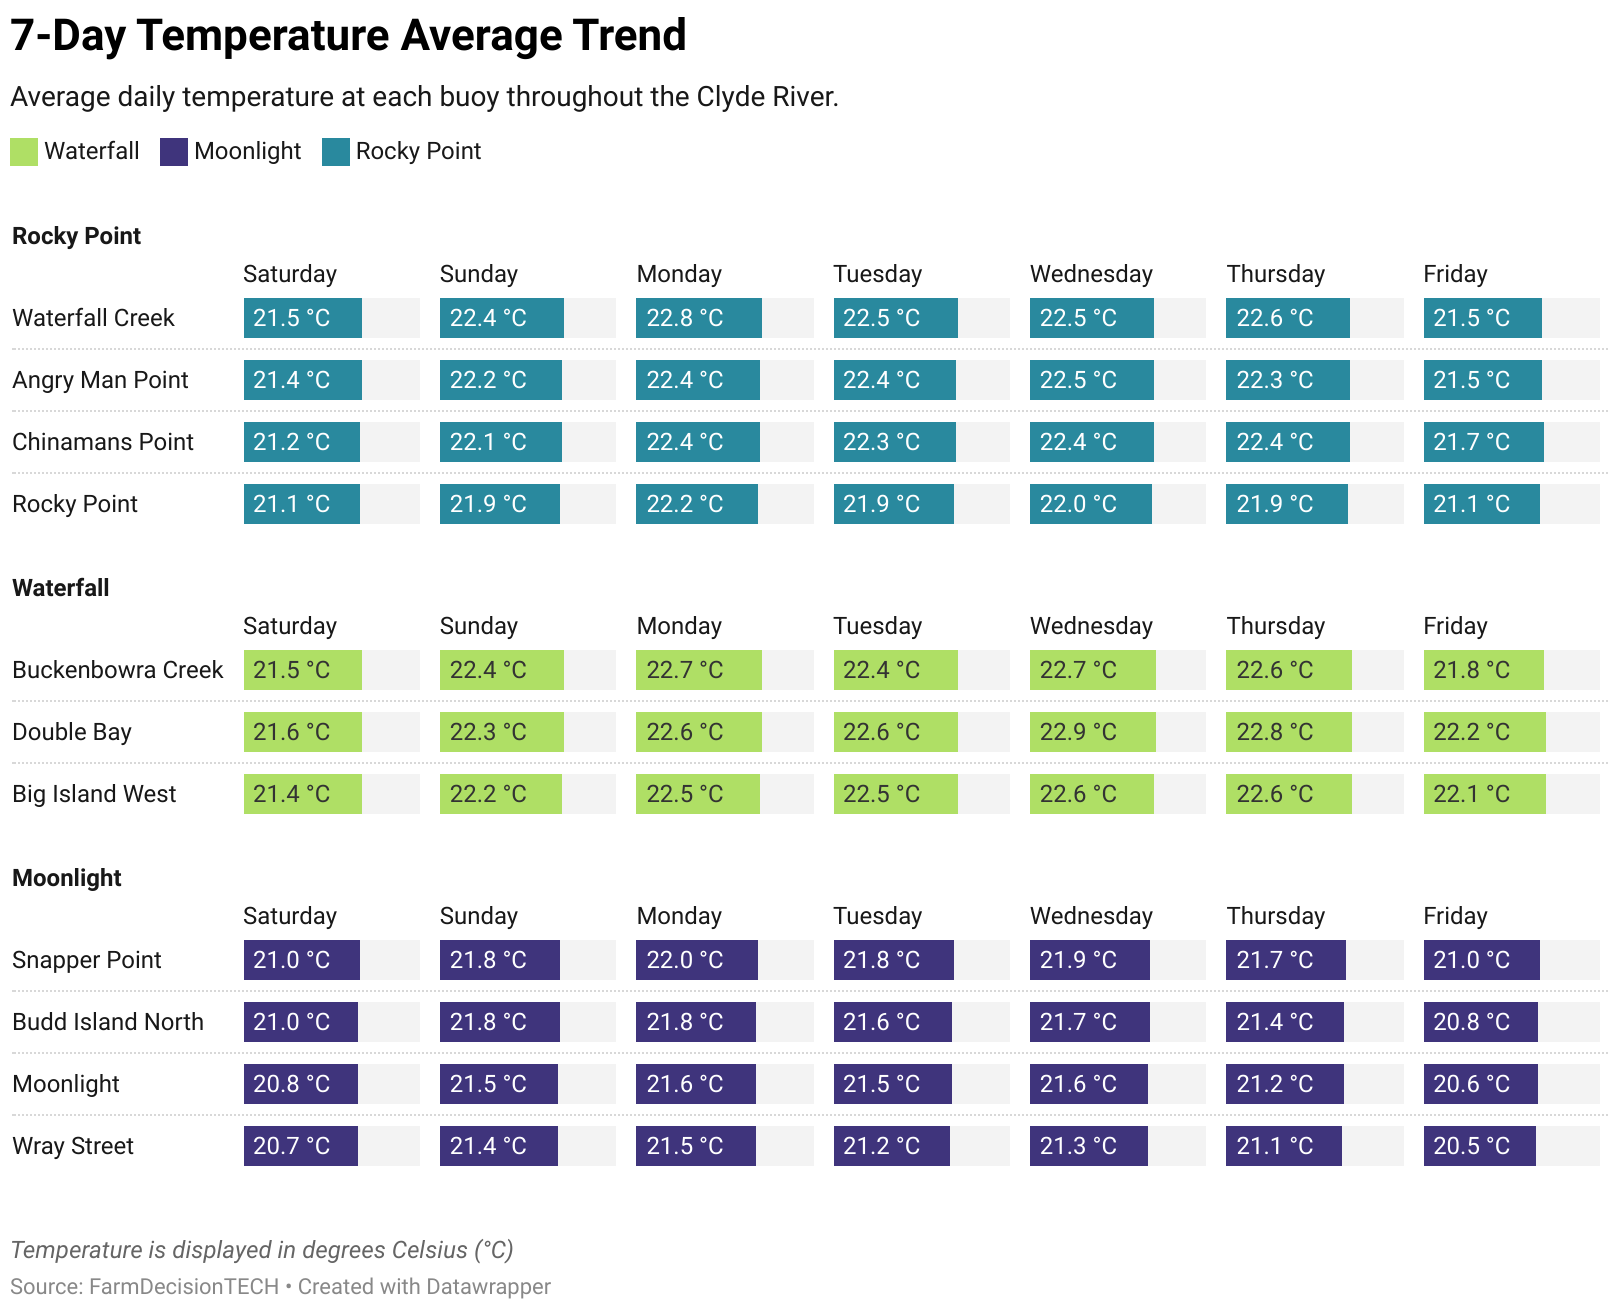 7-Day Temperature Average Trend
Average daily temperature at each buoy throughout the Clyde River.
Waterfall Moonlight Rocky Point
Rocky Point
Saturday Sunday Monday Tuesday Wednesday Thursday Friday
Waterfall Creek 21.5 °C 22.4 °C 22.8 °C 22.5 °C 22.5 °C 22.6 °C 21.5 °C
Angry Man Point 21.4 °C 22.2 °C 22.4 °C 22.4 °C 22.5 °C 22.3 °C 21.5 °C
Chinamans Point 21.2 °C 22.1 °C 22.4 °C 22.3 °C 22.4 °C 22.4 °C 21.7 °C
Rocky Point 21.1 °C 21.9 °C 22.2 °C 21.9 °C 22.0 °C 21.9 °C 21.1 °C
Waterfall
Saturday Sunday Monday Tuesday Wednesday Thursday Friday
Buckenbowra Creek 21.5 °C 22.4 °C 22.7 °C 22.4 °C 22.7 °C 22.6 °C 21.8 °C
Double Bay 21.6 °C 22.3 °C 22.6 °C 22.6 °C 22.9 °C 22.8 °C 22.2 °C
Big Island West 21.4 °C 22.2 °C 22.5 °C 22.5 °C 22.6 °C 22.6 °C 22.1 °C
Moonlight
Saturday Sunday Monday Tuesday Wednesday Thursday Friday
Snapper Point 21.0 °C 21.8 °C 22.0 °C 21.8 °C 21.9 °C 21.7 °C 21.0 °C
Budd Island North 21.0 °C 21.8 °C 21.8 °C 21.6 °C 21.7 °C 21.4 °C 20.8 °C
Moonlight 20.8 °C 21.5 °C 21.6 °C 21.5 °C 21.6 °C 21.2 °C 20.6 °C
Wray Street 20.7 °C 21.4 °C 21.5 °C 21.2 °C 21.3 °C 21.1 °C 20.5 °C
Temperature is displayed in degrees Celsius (°C)
Source: FarmDecisionTECH • Created with Datawrapper